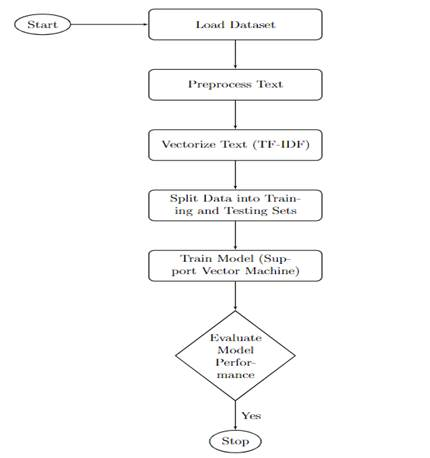 Start
Load Dataset
Preprocess Text
Vectorize Text (TF-IDF)
Split Data into Train-
ing and Testing Sets
Train Model (Sup-
port Vector Machine)
Evaluate
Model
Perfor-
mance
Yes
Stop